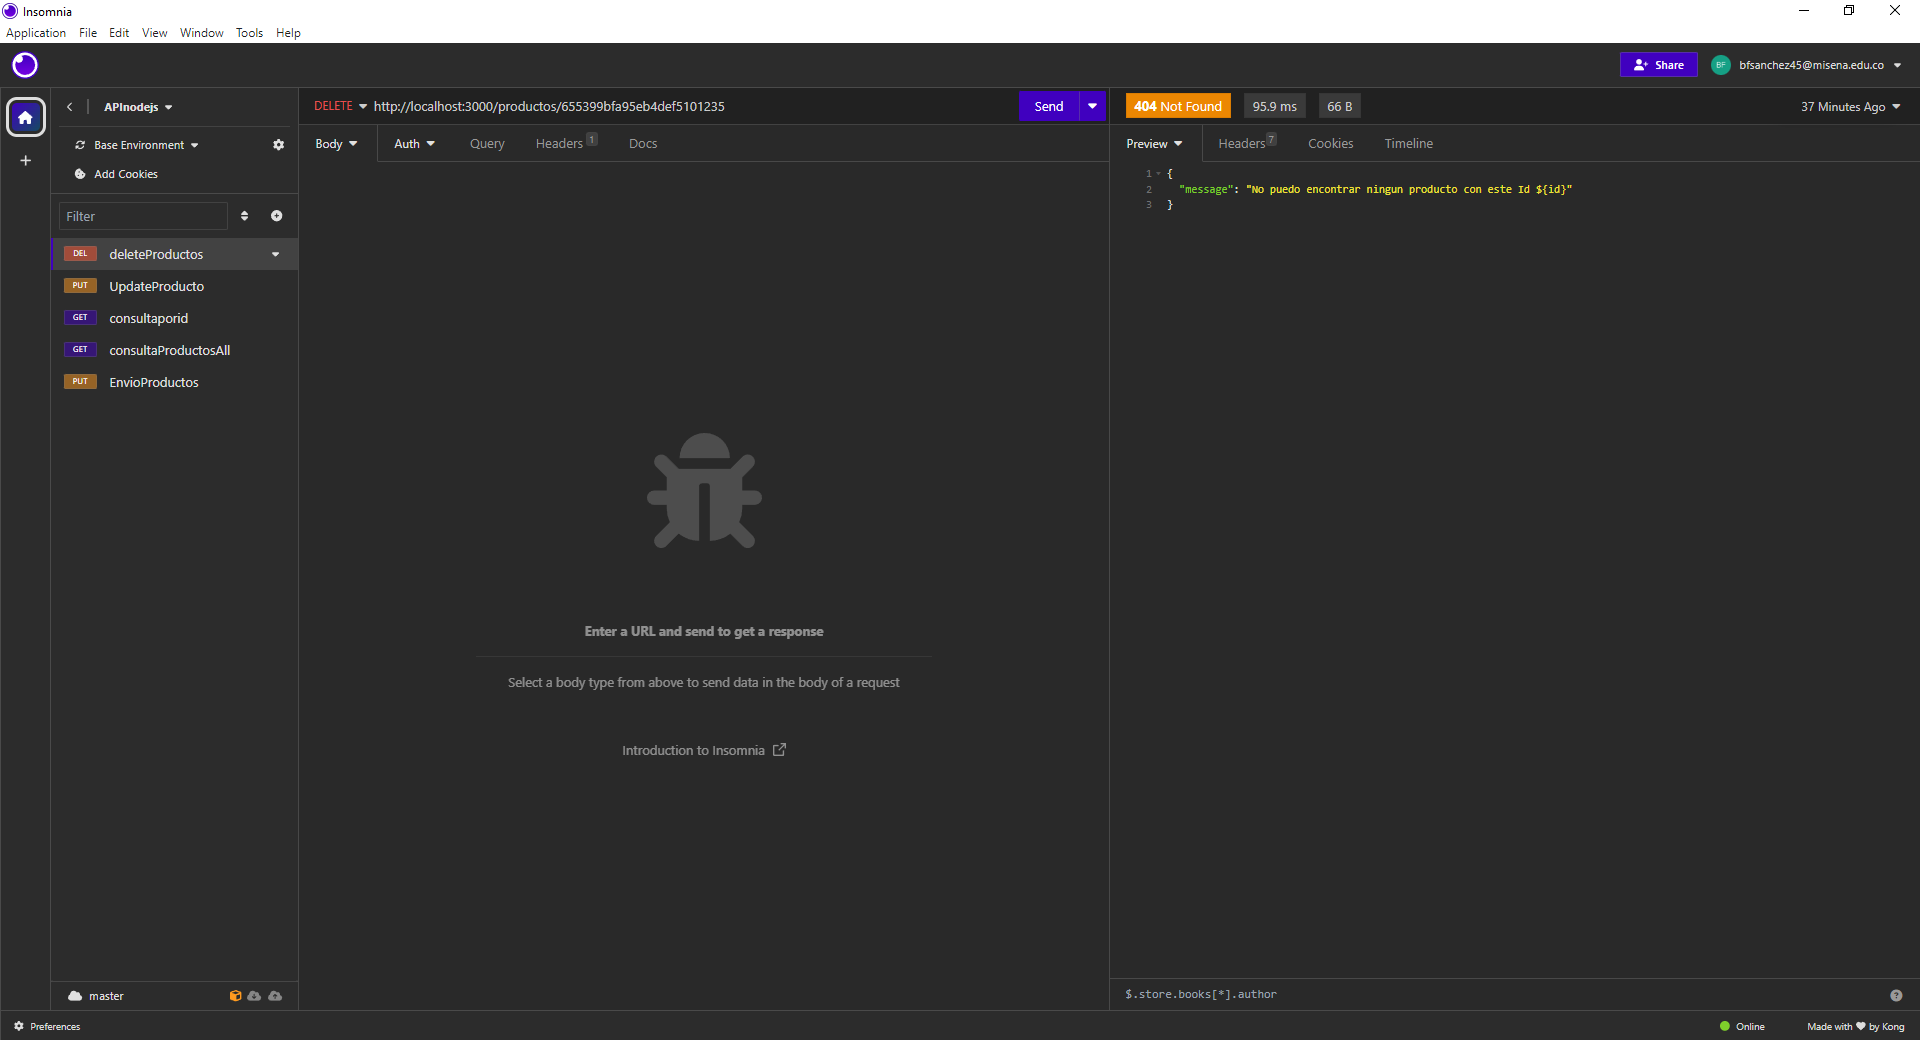 Insomnia
Application File Edit View Window Tools Help
Share
BF
bfsanchez45@misena.edu.co
APInodejs
DELETE http://localhost:3000/productos/655399bfa95eb4def5101235
Send
404 Not Found 95.9 ms 66 B
37 Minutes Ago
Base Environment
Add Cookies
Filter
DEL deleteProductos
PUT UpdateProducto
GET consultaporid
GET consultaProductosAll
PUT EnvioProductos
Body Auth Query Headers 1 Docs
Enter a URL and send to get a response
Select a body type from above to send data in the body of a request
Introduction to Insomnia
Preview Headers 7 Cookies Timeline
1 {
2 "message": "No puedo encontrar ningun producto con este Id ${id}"
3 }
master
$.store.books[*].author
Preferences
Online
Made with by Kong